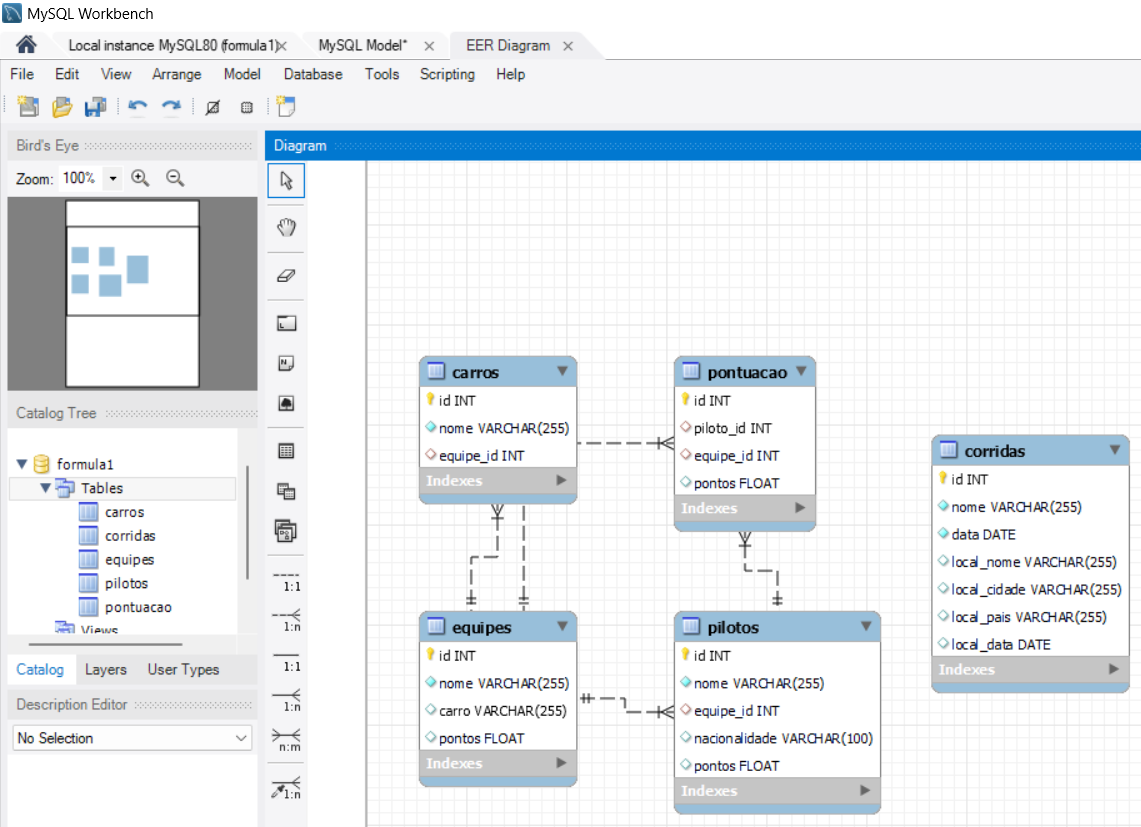 MySQL Workbench
Local instance MySQL80 (formula1)
MySQL Model*
EER Diagram
File Edit View Arrange Model Database Tools Scripting Help
Bird's Eye
Zoom: 100%
Diagram
Catalog Tree
formula1
Tables
carros
corridas
equipes
pilotos
pontuacao
Views
Catalog Layers User Types
Description Editor
No Selection
N
1:1
1:n
1:1
1:n
n:m
1:n
carros
id INT
nome VARCHAR(255)
equipe_id INT
Indexes
pontuacao
id INT
piloto_id INT
equipe_id INT
pontos FLOAT
Indexes
corridas
id INT
nome VARCHAR(255)
data DATE
local_nome VARCHAR(255)
local_cidade VARCHAR(255)
local_pais VARCHAR(255)
local_data DATE
Indexes
equipes
id INT
nome VARCHAR(255)
carro VARCHAR(255)
pontos FLOAT
Indexes
pilotos
id INT
nome VARCHAR(255)
equipe_id INT
nacionalidade VARCHAR(100)
pontos FLOAT
Indexes